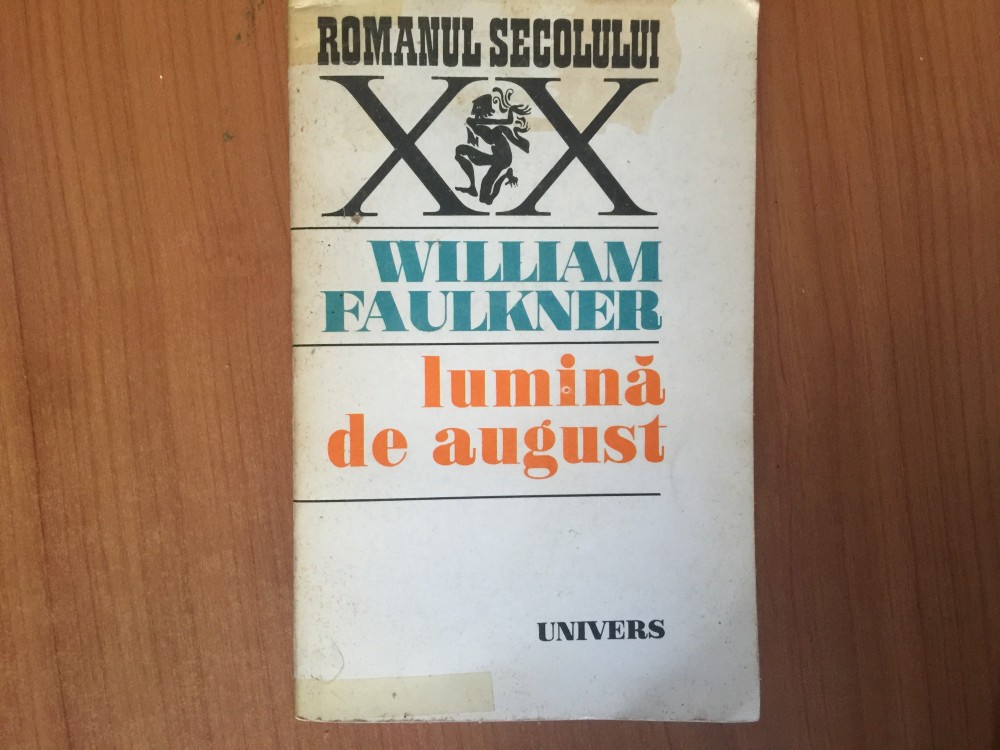 ROMANUL SECOLULUI
XX
WILLIAM
FAULKNER
lumină
de august
UNIVERS